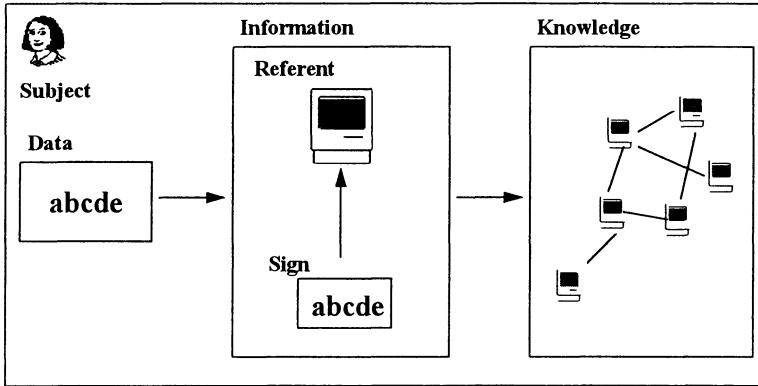 Subject
Data
abcde
Information
Referent
Sign
abcde
Knowledge